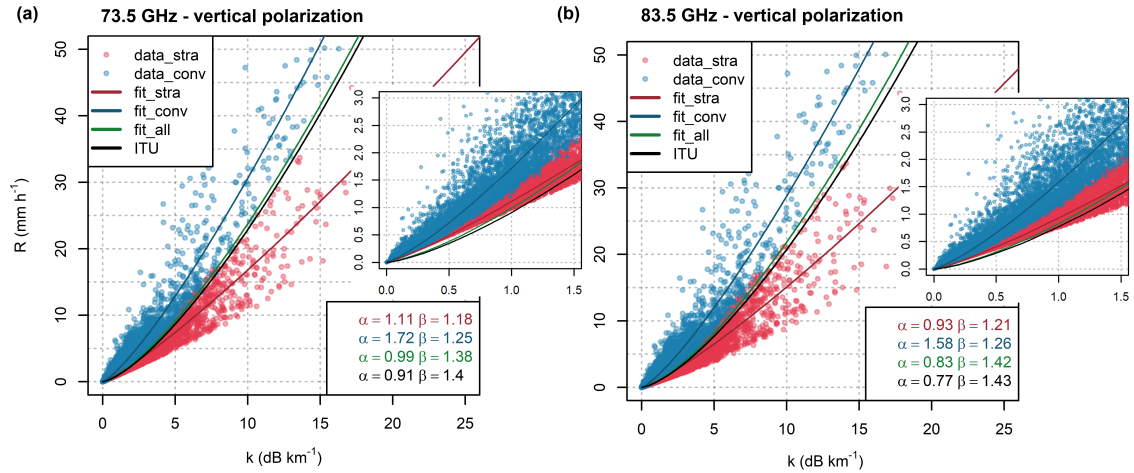 (a)
73.5 GHz - vertical polarization
data_stra
data_conv
fit_stra
fit_conv
fit_all
ITU
R (mm h-1)
50
40
30
20
10
0
3.0
2.5
2.0
1.5
1.0
0.5
0.0
0.0 0.5 1.0 1.5
α = 1.11 β = 1.18
α = 1.72 β = 1.25
α = 0.99 β = 1.38
α = 0.91 β = 1.4
0 5 10 15 20 25
k (dB km-1)
(b)
83.5 GHz - vertical polarization
data_stra
data_conv
fit_stra
fit_conv
fit_all
ITU
50
40
30
20
10
0
3.0
2.5
2.0
1.5
1.0
0.5
0.0
0.0 0.5 1.0 1.5
α = 0.93 β = 1.21
α = 1.58 β = 1.26
α = 0.83 β = 1.42
α = 0.77 β = 1.43
0 5 10 15 20 25
k (dB km-1)